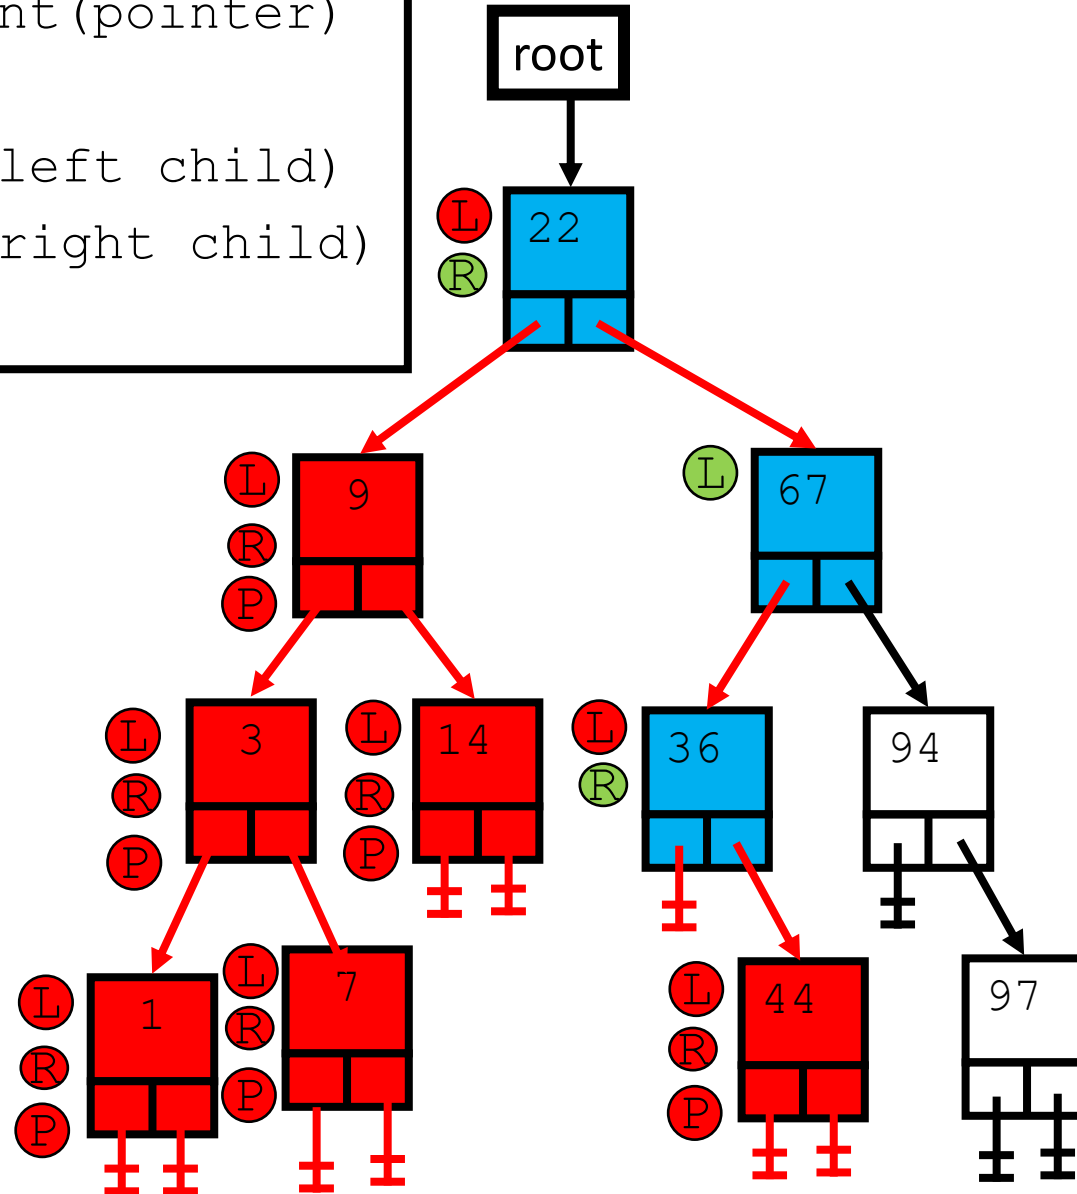 nt(pointer)
left child)
right child)
root
L
R
22
L
R
P
9
L
67
L
R
P
3
L
R
P
14
L
R
36
94
L
R
P
1
L
R
P
7
L
R
P
44
97